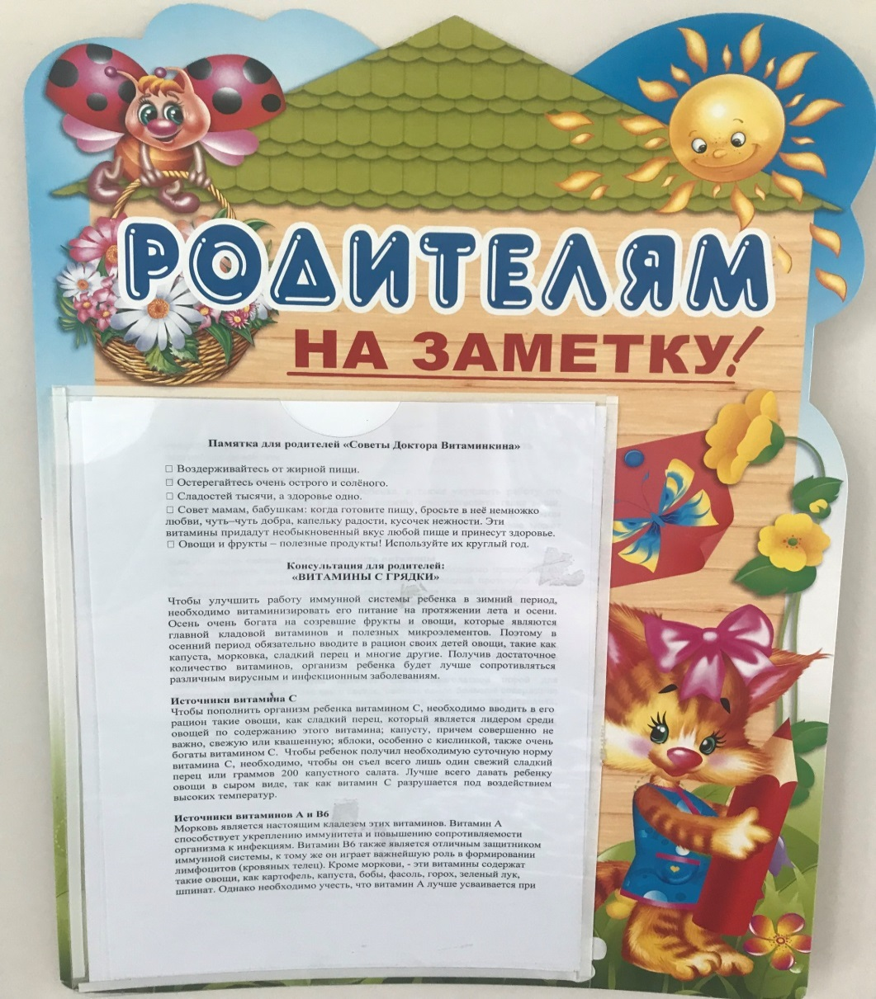 РОДИТЕЛЯМ
НА ЗАМЕТКУ!
Памятка для родителей «Советы Доктора Витаминкина»
□ Воздерживайтесь от жирной пищи.
□ Остерегайтесь очень острого и солёного.
□ Сладостей тысячи, а здоровье одно.
□ Совет мамам, бабушкам: когда готовите пищу, бросьте в неё немножко
любви, чуть–чуть добра, капельку радости, кусочек нежности. Эти
витамины придадут необыкновенный вкус любой пище и принесут здоровье.
□ Овощи и фрукты – полезные продукты! Используйте их круглый год.
Консультация для родителей:
«ВИТАМИНЫ С ГРЯДКИ»
Чтобы улучшить работу иммунной системы ребенка в зимний период,
необходимо витаминизировать его питание на протяжении лета и осени.
Осень очень богата на созревшие фрукты и овощи, которые являются
главной кладовой витаминов и полезных микроэлементов. Поэтому в
осенний период обязательно вводите в рацион своих детей овощи, такие как
капуста, морковка, сладкий перец и многие другие. Получив достаточное
количество витаминов, организм ребенка будет лучше сопротивляться
различным вирусным и инфекционным заболеваниям.
Источники витамина С
Чтобы пополнить организм ребенка витамином С, необходимо вводить в его
рацион такие овощи, как сладкий перец, который является лидером среди
овощей по содержанию этого витамина; капусту, причем совершенно не
важно, свежую или квашенную; яблоки, особенно с кислинкой, также очень
богаты витамином С. Чтобы ребенок получил необходимую суточную норму
витамина С, необходимо, чтобы он съел всего лишь один свежий сладкий
перец или граммов 200 капустного салата. Лучше всего давать ребенку
овощи в сыром виде, так как витамин С разрушается под воздействием
высоких температур.
Источники витаминов А и В6
Морковь является настоящим кладезем этих витаминов. Витамин А
способствует укреплению иммунитета и повышению сопротивляемости
организма к инфекциям. Витамин В6 также является отличным защитником
иммунной системы, к тому же он играет важнейшую роль в формировании
лимфоцитов (кровяных телец). Кроме моркови, - эти витамины содержат
такие овощи, как картофель, капуста, бобы, фасоль, горох, зеленый лук,
шпинат. Однако необходимо учесть, что витамин А лучше усваивается при